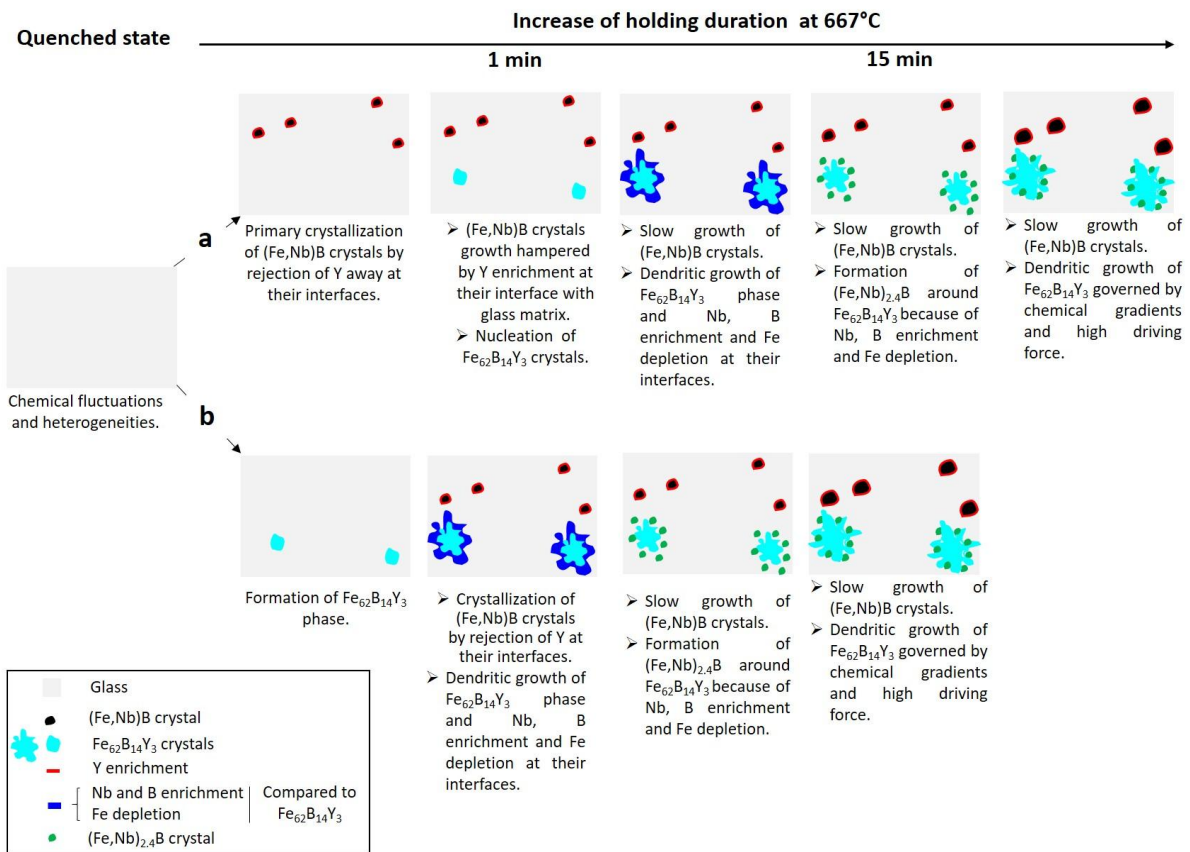 Increase of holding duration at 667°C
Quenched state
1 min
15 min
a
Primary crystallization
of (Fe,Nb)B crystals by
rejection of Y away at
their interfaces.
➢ (Fe,Nb)B crystals
growth hampered
by Y enrichment at
their interface with
glass matrix.
➢ Nucleation of
Fe₆₂B₁₄Y₃ crystals.
➢ Slow growth of
(Fe,Nb)B crystals.
➢ Dendritic growth of
Fe₆₂B₁₄Y₃ phase
and Nb, B
enrichment and Fe
depletion at their
interfaces.
➢ Slow growth of
(Fe,Nb)B crystals.
➢ Formation of
(Fe,Nb)₂.₄B around
Fe₆₂B₁₄Y₃ because of
Nb, B enrichment
and Fe depletion.
➢ Slow growth of
(Fe,Nb)B crystals.
➢ Dendritic growth of
Fe₆₂B₁₄Y₃ governed by
chemical gradients
and high driving
force.
Chemical fluctuations
and heterogeneities.
b
Formation of Fe₆₂B₁₄Y₃
phase.
➢ Crystallization of
(Fe,Nb)B crystals
by rejection of Y at
their interfaces.
➢ Dendritic growth of
Fe₆₂B₁₄Y₃ phase
and Nb, B
enrichment and Fe
depletion at their
interfaces.
➢ Slow growth of
(Fe,Nb)B crystals.
➢ Formation of
(Fe,Nb)₂.₄B around
Fe₆₂B₁₄Y₃ because of
Nb, B enrichment
and Fe depletion.
➢ Slow growth of
(Fe,Nb)B crystals.
➢ Dendritic growth of
Fe₆₂B₁₄Y₃ governed by
chemical gradients
and high driving
force.
Glass
(Fe,Nb)B crystal
Fe₆₂B₁₄Y₃ crystals
Y enrichment
Nb and B enrichment
Fe depletion
Compared to
Fe₆₂B₁₄Y₃
(Fe,Nb)₂.₄B crystal